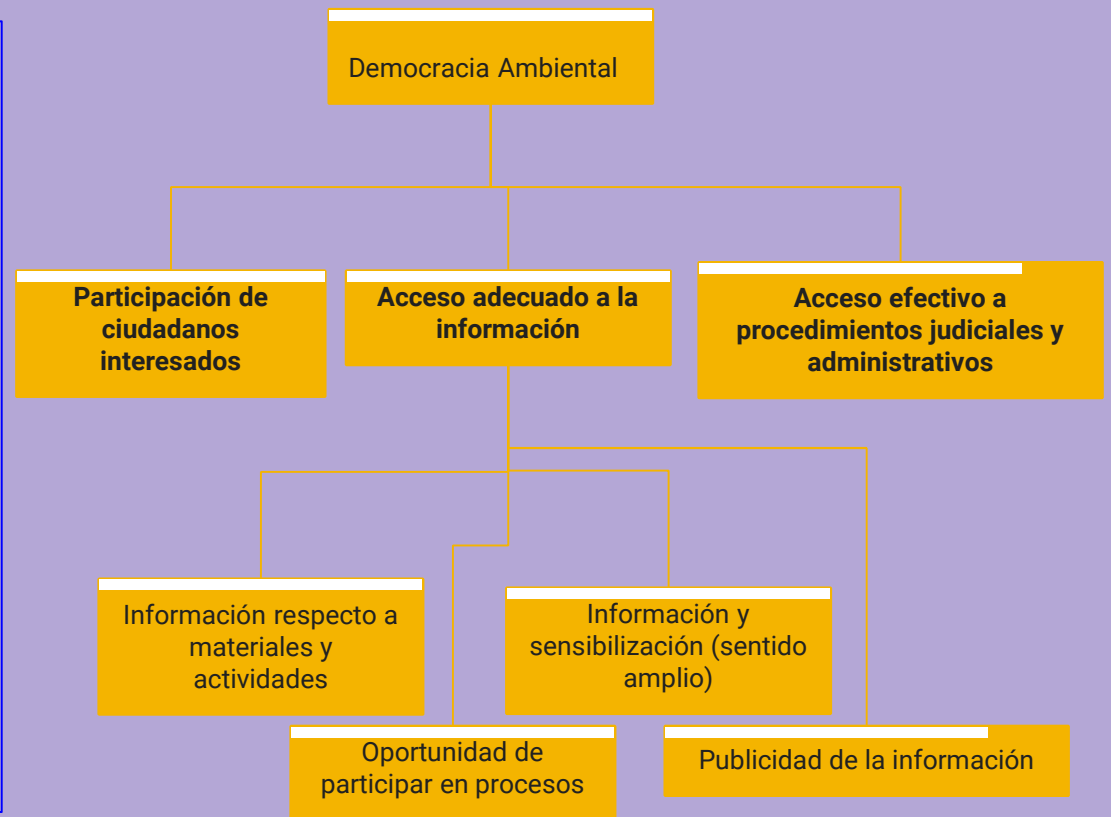 Democracia Ambiental
Participación de
ciudadanos
interesados
Acceso adecuado a la
información
Acceso efectivo a
procedimientos judiciales y
administrativos
Información respecto a
materiales y
actividades
Información y
sensibilización (sentido
amplio)
Oportunidad de
participar en procesos
Publicidad de la información